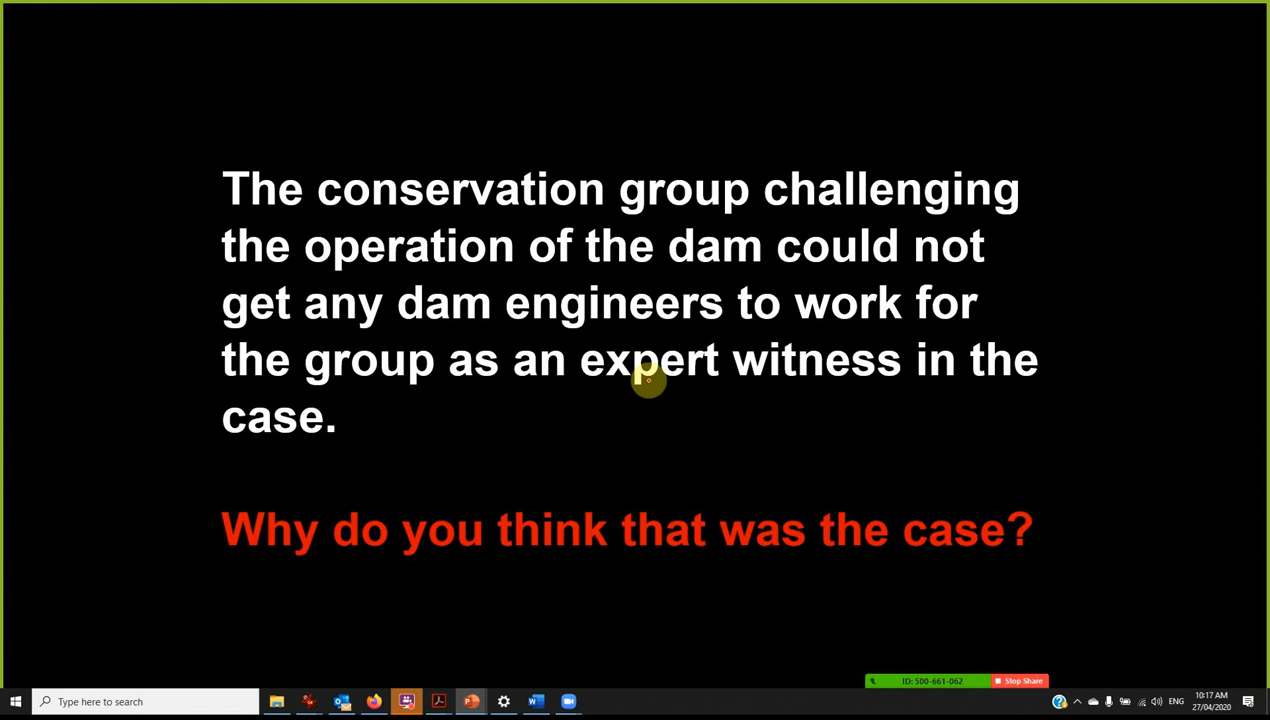 The conservation group challenging
the operation of the dam could not
get any dam engineers to work for
the group as an expert witness in the
case.
Why do you think that was the case?
ID: 500-661-062
Stop Share
Type here to search
ENG
10:17 AM
27/04/2020